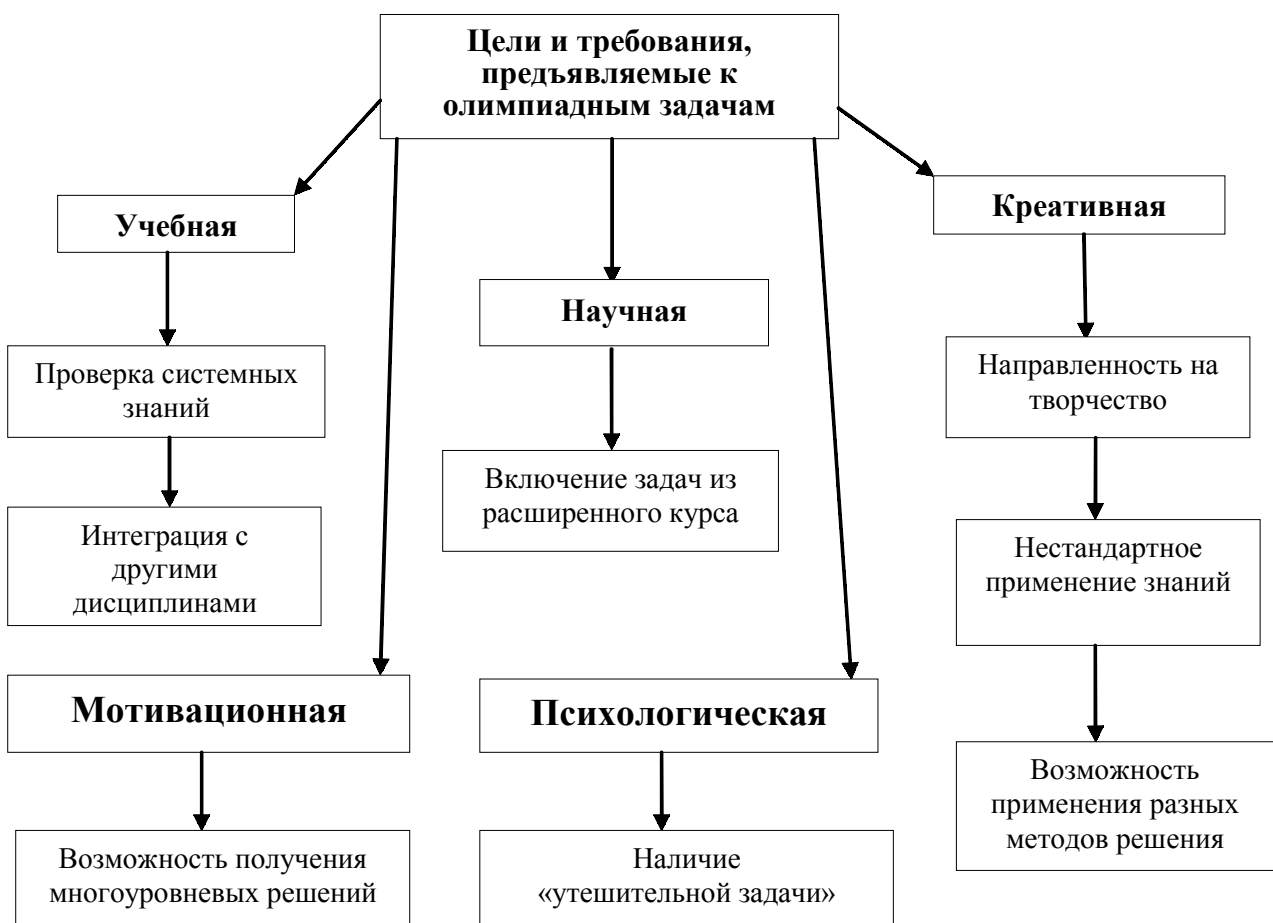 Цели и требования,
предъявляемые к
олимпиадным задачам
Учебная
Креативная
Научная
Проверка системных
знаний
Направленность на
творчество
Включение задач из
расширенного курса
Интеграция с
другими
дисциплинами
Нестандартное
применение знаний
Мотивационная
Психологическая
Возможность
применения разных
методов решения
Возможность получения
многоуровневых решений
Наличие
«утешительной задачи»